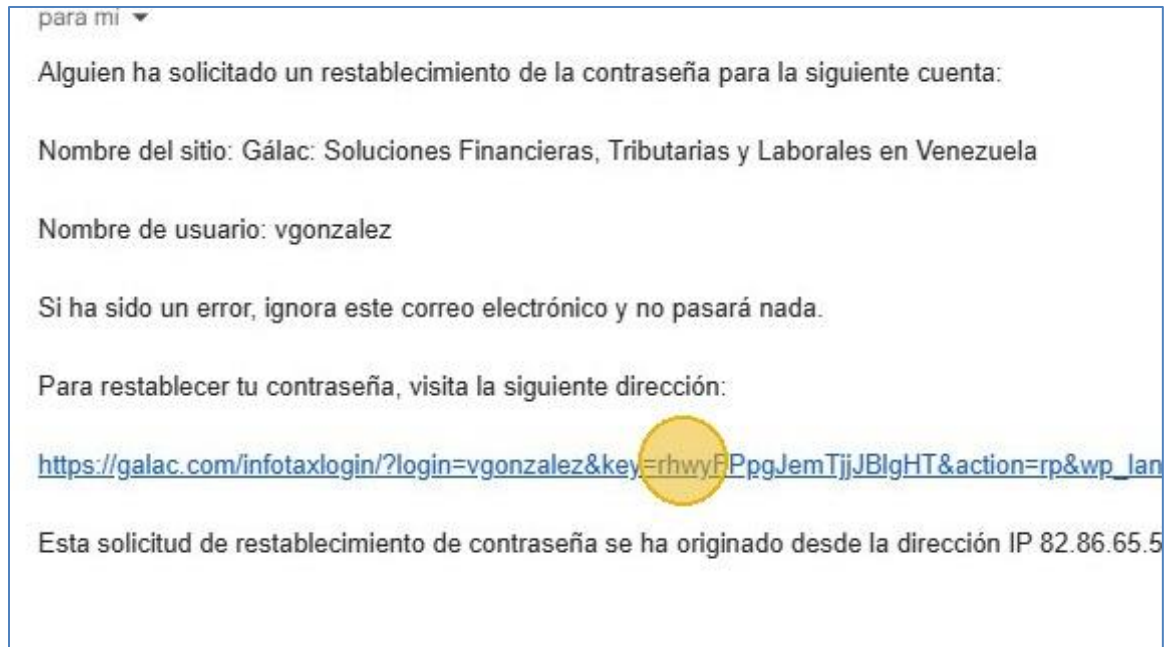 para mí
Alguien ha solicitado un restablecimiento de la contraseña para la siguiente cuenta:
Nombre del sitio: Gálac: Soluciones Financieras, Tributarias y Laborales en Venezuela
Nombre de usuario: vgonzalez
Si ha sido un error, ignora este correo electrónico y no pasará nada.
Para restablecer tu contraseña, visita la siguiente dirección:
https://galac.com/infotaxlogin/?login=vgonzalez&key=rhwyPPpgJemTjjJBlgHT&action=rp&wp_lan
Esta solicitud de restablecimiento de contraseña se ha originado desde la dirección IP 82.86.65.5